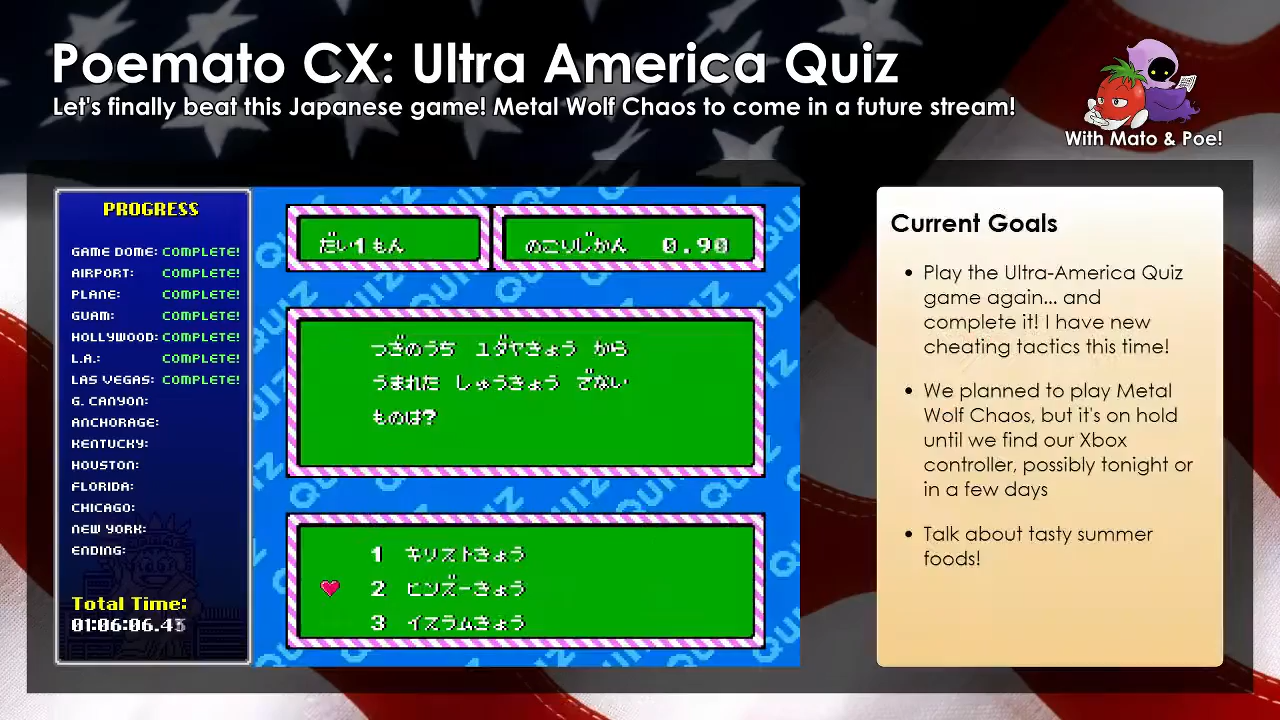 Poemato CX: Ultra America Quiz
Let's finally beat this Japanese game! Metal Wolf Chaos to come in a future stream!
With Mato & Poe!
PROGRESS
GAME DOME: COMPLETE!
AIRPORT: COMPLETE!
PLANE: COMPLETE!
GUAM: COMPLETE!
HOLLYWOOD: COMPLETE!
L.A.: COMPLETE!
LAS VEGAS: COMPLETE!
G. CANYON:
ANCHORAGE:
KENTUCKY:
HOUSTON:
FLORIDA:
CHICAGO:
NEW YORK:
ENDING:
Total Time:
01:06:06.43
だい1もん
のこりじかん 0.90
つぎのうち ユダヤきょう から
うまれた しゅうきょう でない
ものは?
1 キリストきょう
2 ヒンズーきょう
3 イスラムきょう
QUIZ
Current Goals
• Play the Ultra-America Quiz
game again... and
complete it! I have new
cheating tactics this time!
• We planned to play Metal
Wolf Chaos, but it's on hold
until we find our Xbox
controller, possibly tonight or
in a few days
• Talk about tasty summer
foods!